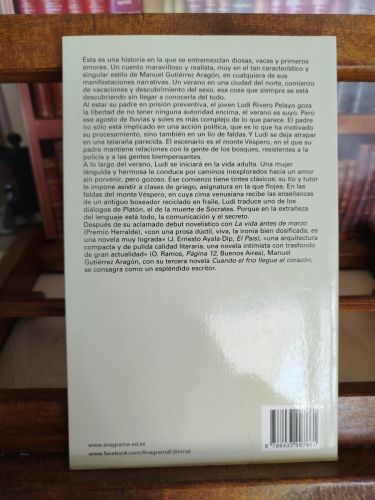 Ésta es una historia en la que se entremezclan diosas, vacas y primeros
amores. Un cuento maravilloso y realista, muy en el tan característico y
singular estilo de Manuel Gutiérrez Aragón, en cualquiera de sus
manifestaciones narrativas. Un verano en una ciudad del norte, comienzo
de vacaciones y descubrimiento del sexo, esa cosa que siempre se está
descubriendo sin llegar a conocerla del todo.
Al estar su padre en prisión preventiva, el joven Ludi Rivero Pelayo goza
la libertad de no tener ninguna autoridad encima, el verano es suyo. Pero
ese agosto de lluvias y soles es más complejo de lo que parece. El padre
no sólo está implicado en una acción política, que es lo que ha motivado
su procesamiento, sino también en un lío de faldas. Y Ludi se deja atrapar
en una telaraña parecida. El escenario es el monte Véspero, en el que su
padre mantiene relaciones con la gente de los bosques, resistentes a la
policía y a las gentes bienpensantes.
A lo largo del verano, Ludi se iniciará en la vida adulta. Una mujer
lánguida y hermosa le conduce por caminos inexplorados hacia un amor
sin porvenir, pero gozoso. Ese comienzo tiene tintes clásicos: su tío y tutor
le impone asistir a clases de griego, asignatura en la que flojea. En las
faldas del monte Véspero, en cuya cima venusiana recibe las enseñanzas
de un antiguo boxeador reciclado en fraile, Ludi traduce uno de los
diálogos de Platón, el de la muerte de Sócrates. Porque en la extrañeza
del lenguaje está todo, la comunicación y el secreto.
Después de su aclamado debut novelístico con La vida antes de marzo
(Premio Herralde), «con una prosa dúctil, viva, la ironía bien dosificada, es
una novela muy lograda» (J. Ernesto Ayala-Dip, El País), «una arquitectura
compacta y de pulida calidad literaria, una novela intimista con trasfondo
de gran actualidad» (O. Ramos, Página 12, Buenos Aires), Manuel
Gutiérrez Aragón, con su tercera novela Cuando el frío llegue al corazón,
se consagra como un espléndido escritor.
www.anagrama-ed.es
www.facebook.com/AnagramaEditorial